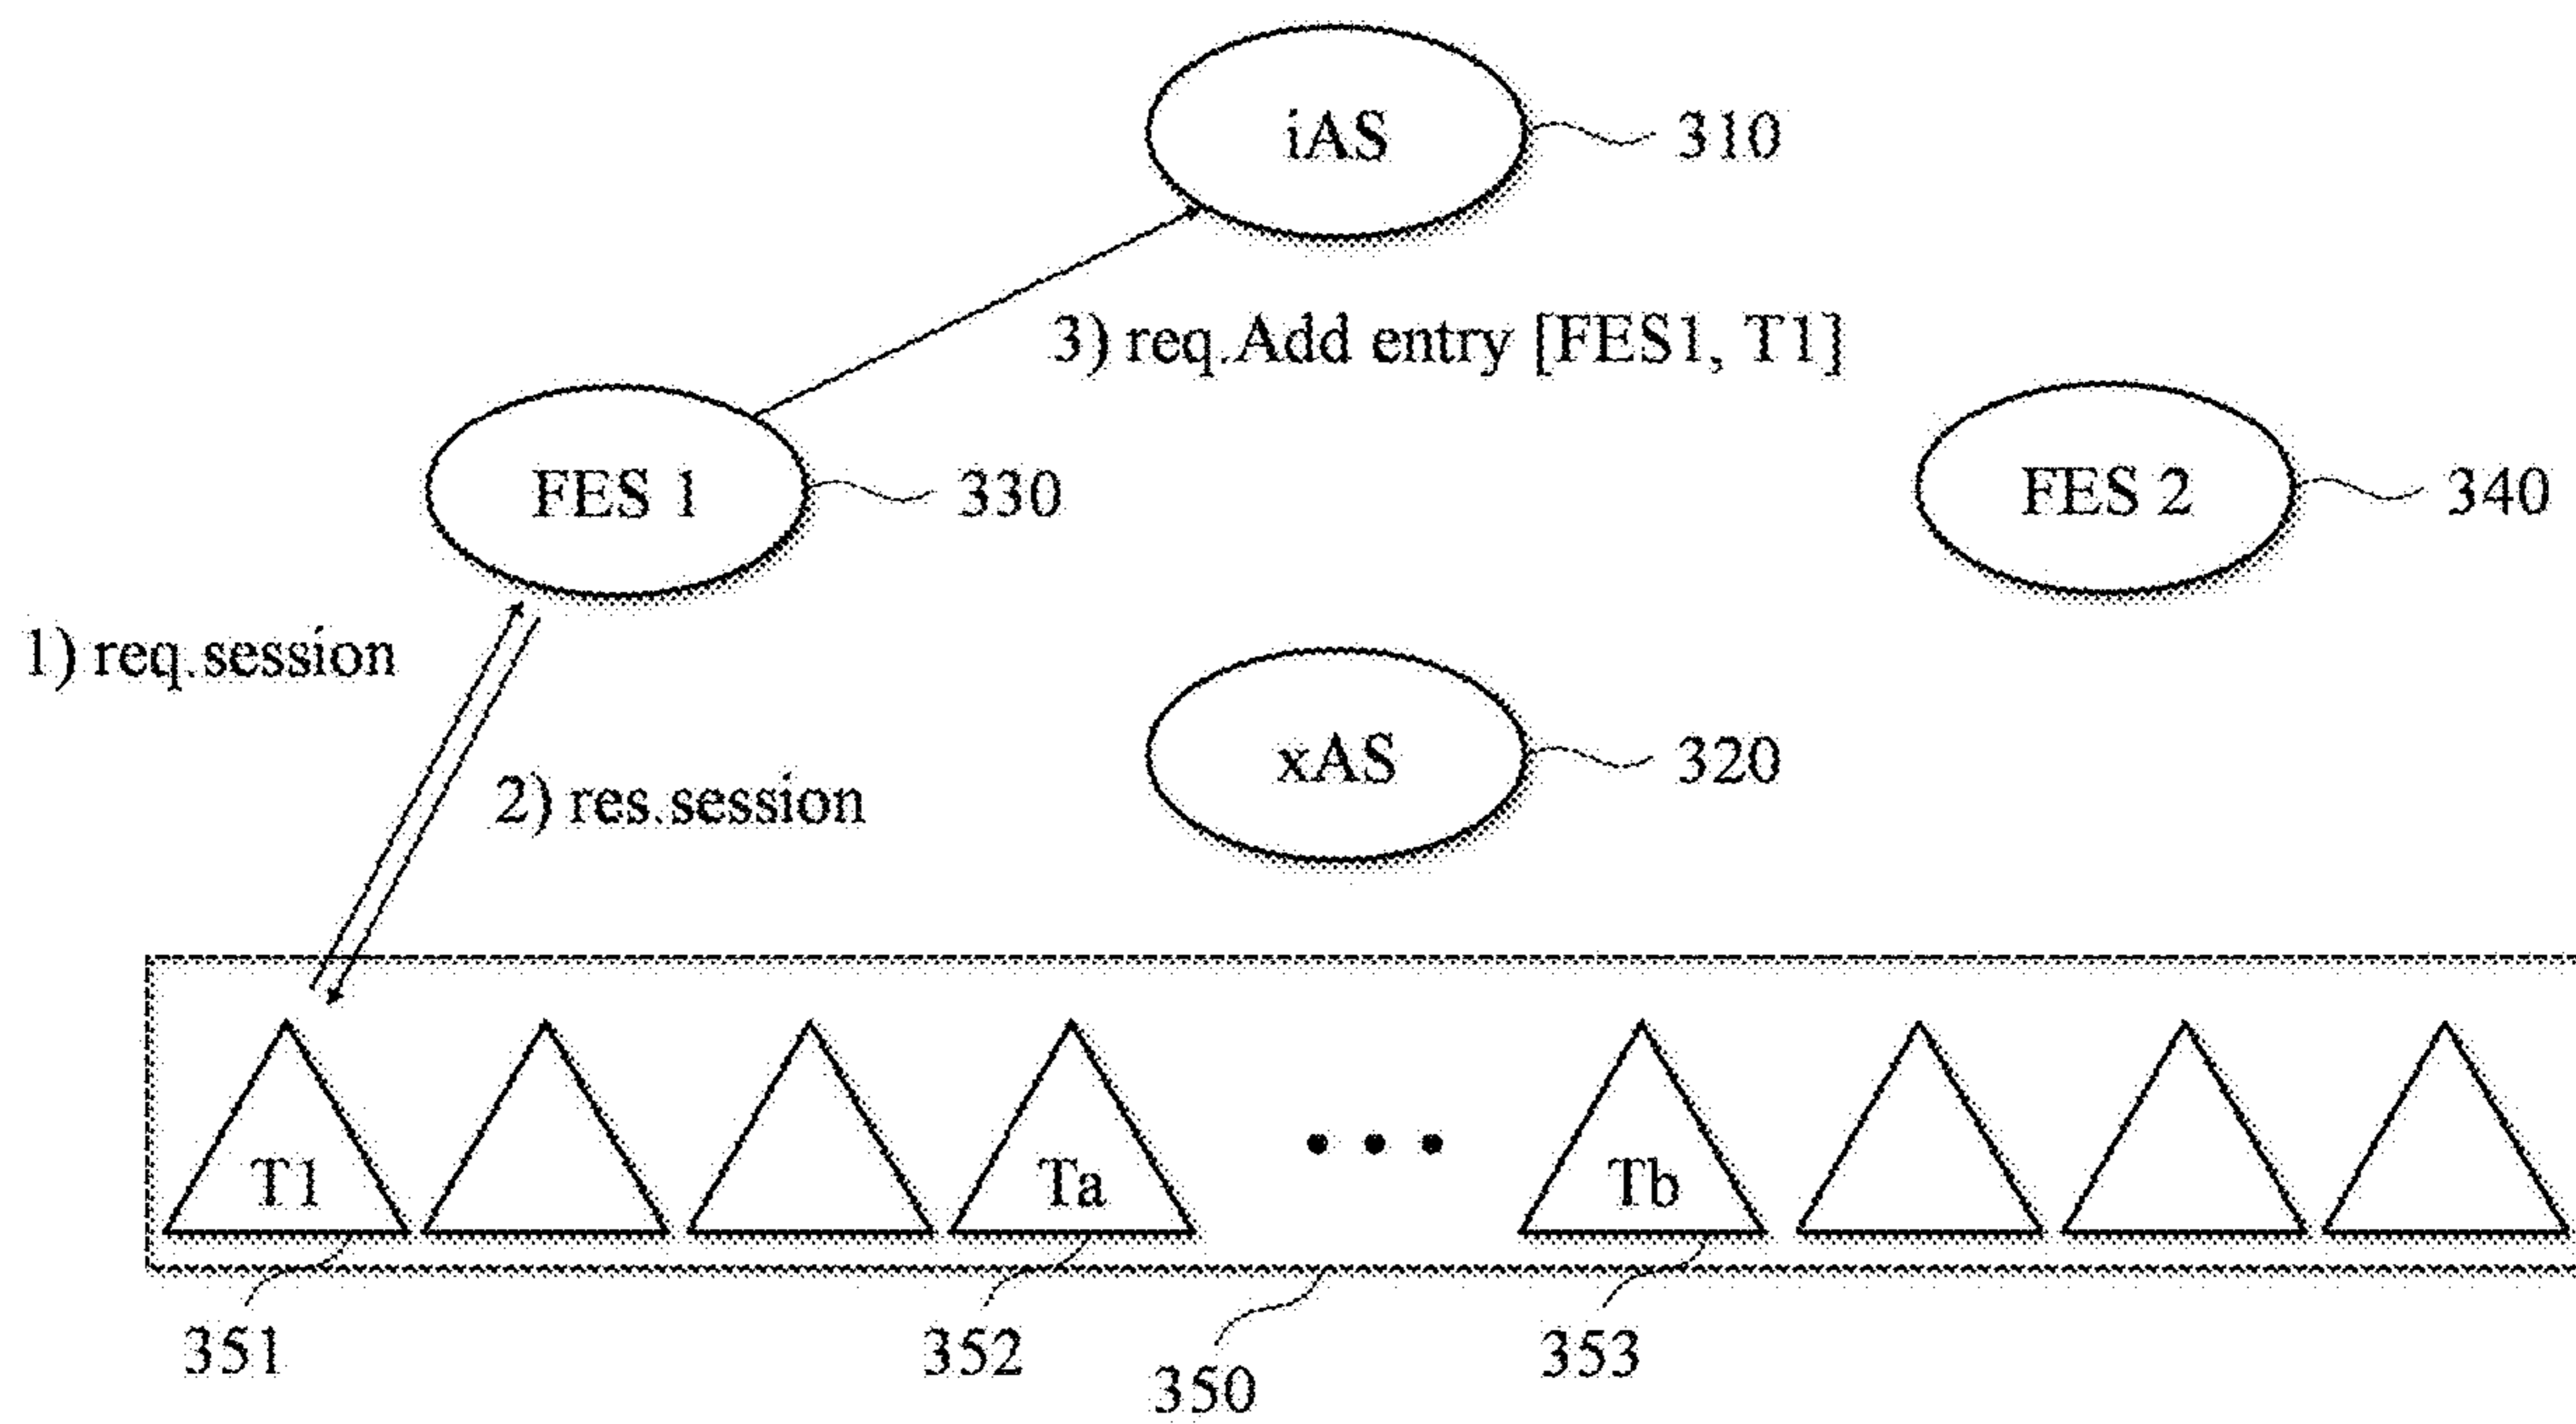 iAS
310
3) req.Add entry [FES1, T1]
FES 1
330
FES 2
340
1) req.session
xAS
320
2) res.session
T1
Ta
• • •
Tb
351
352
350
353